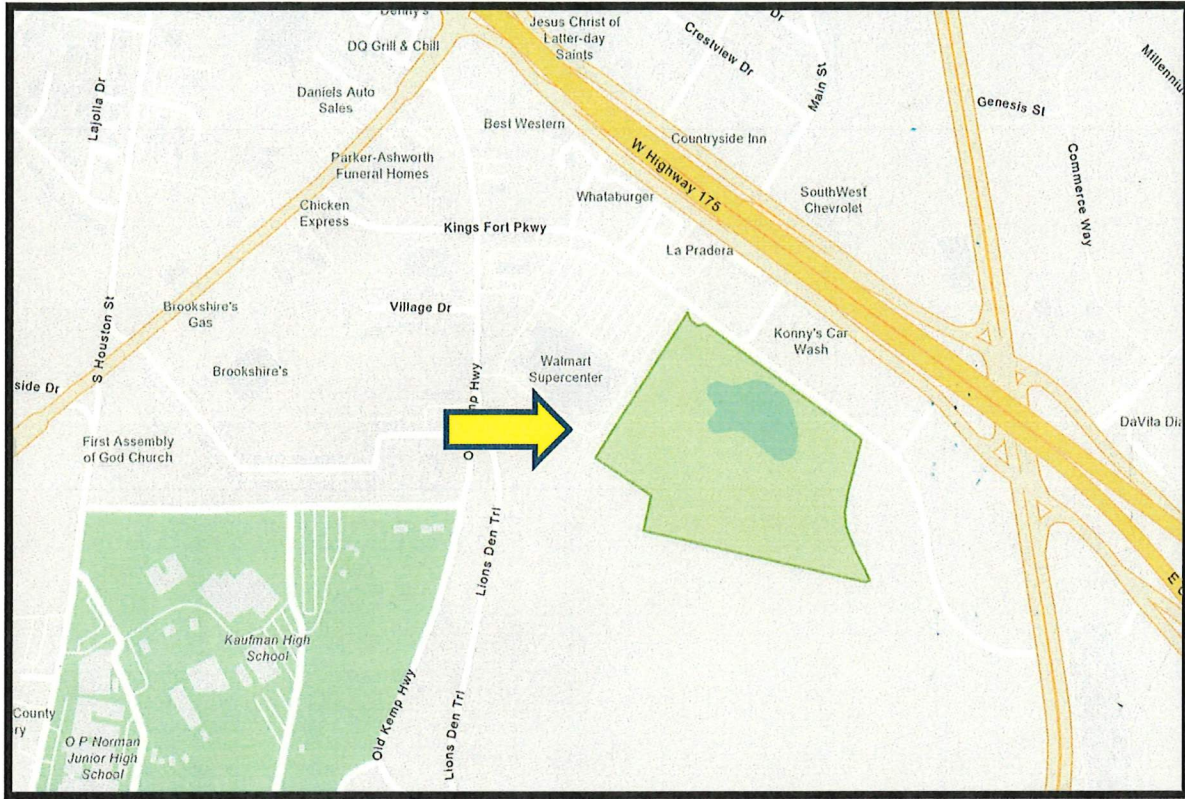 Denny's
Jesus Christ of
Latter-day
Saints
Dr
DQ Grill & Chill
Crestview Dr
Main St
Lajolla Dr
Daniels Auto
Sales
Best Western
Genesis St
Countryside Inn
W Highway 175
Commerce Way
Parker-Ashworth
Funeral Homes
Whataburger
SouthWest
Chevrolet
Chicken
Express
Kings Fort Pkwy
La Pradera
S Houston St
Brookshire's
Gas
Village Dr
Konny's Car
Wash
Walmart
Supercenter
Brookshire's
side Dr
mp Hwy
O
First Assembly
of God Church
DaVita Dia
Lions Den Trl
Kaufman High
School
E
County
ry
O P Norman
Junior High
School
Old Kemp Hwy
Lions Den Trl